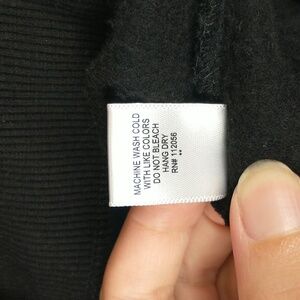 MACHINE WASH COLD
WITH LIKE COLORS
DO NOT BLEACH
HANG DRY
RN# 112056
**